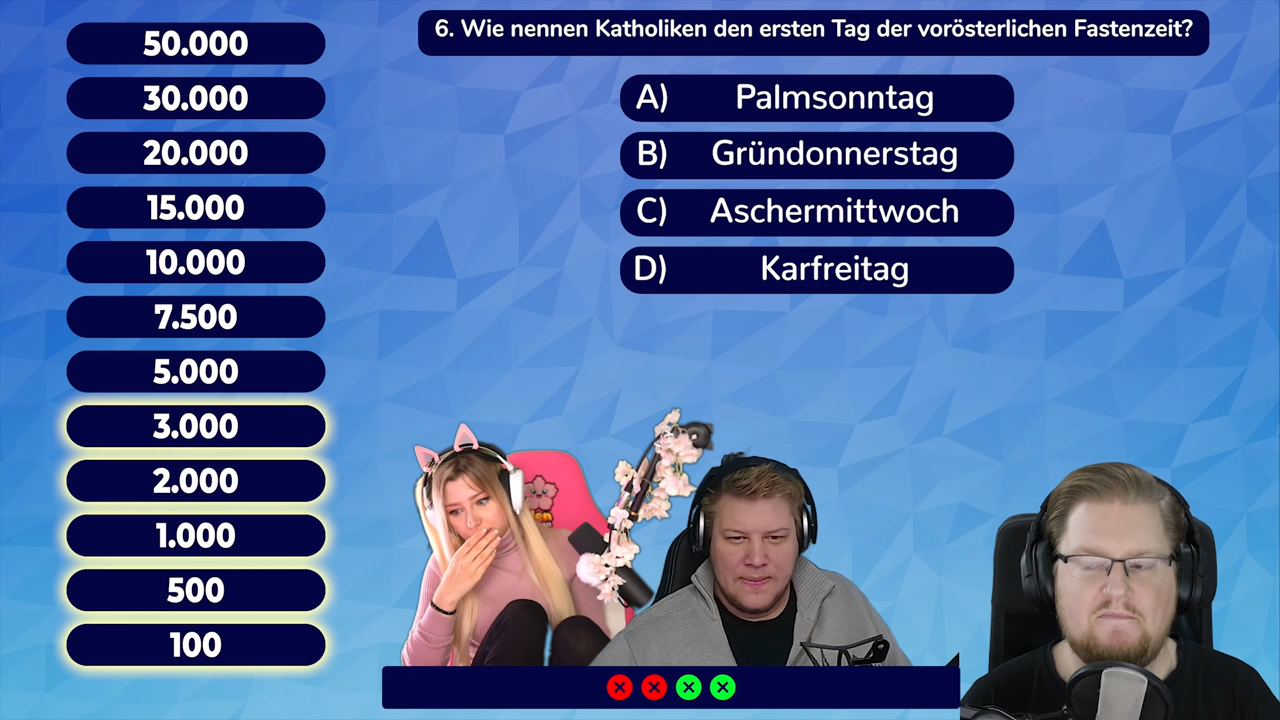 6. Wie nennen Katholiken den ersten Tag der vorösterlichen Fastenzeit?
A) Palmsonntag
B) Gründonnerstag
C) Aschermittwoch
D) Karfreitag
50.000
30.000
20.000
15.000
10.000
7.500
5.000
3.000
2.000
1.000
500
100